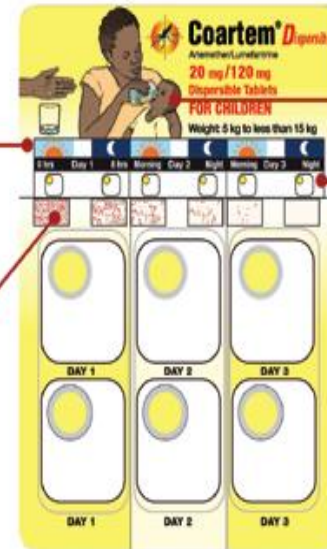 Coartem® Dispersib
Artemether/Lumefantrine
20 mg/120 mg
Dispersible Tablets
FOR CHILDREN
Weight: 5 kg to less than 15 kg
0 hrs Day 1 8 hrs Morning Day 2 Night Morning Day 3 Night
DAY 1 DAY 2 DAY 3
DAY 1 DAY 2 DAY 3